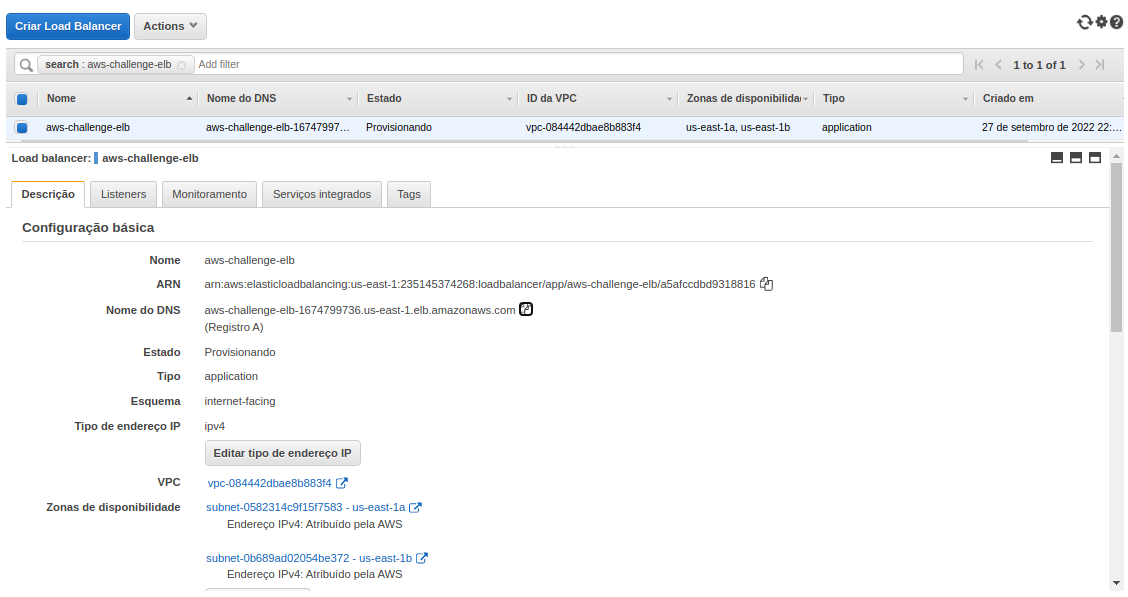 Criar Load Balancer Actions
search : aws-challenge-elb Add filter 1 to 1 of 1
Nome Nome do DNS Estado ID da VPC Zonas de disponibilida Tipo Criado em
aws-challenge-elb aws-challenge-elb-16747997... Provisionando vpc-084442dbae8b883f4 us-east-1a, us-east-1b application 27 de setembro de 2022 22:...
Load balancer: aws-challenge-elb
Descrição Listeners Monitoramento Serviços integrados Tags
Configuração básica
Nome aws-challenge-elb
ARN arn:aws:elasticloadbalancing:us-east-1:235145374268:loadbalancer/app/aws-challenge-elb/a5afccdbd9318816
Nome do DNS aws-challenge-elb-1674799736.us-east-1.elb.amazonaws.com
(Registro A)
Estado Provisionando
Tipo application
Esquema internet-facing
Tipo de endereço IP ipv4
Editar tipo de endereço IP
VPC vpc-084442dbae8b883f4
Zonas de disponibilidade subnet-0582314c9f15f7583 - us-east-1a
Endereço IPv4: Atribuído pela AWS
subnet-0b689ad02054be372 - us-east-1b
Endereço IPv4: Atribuído pela AWS